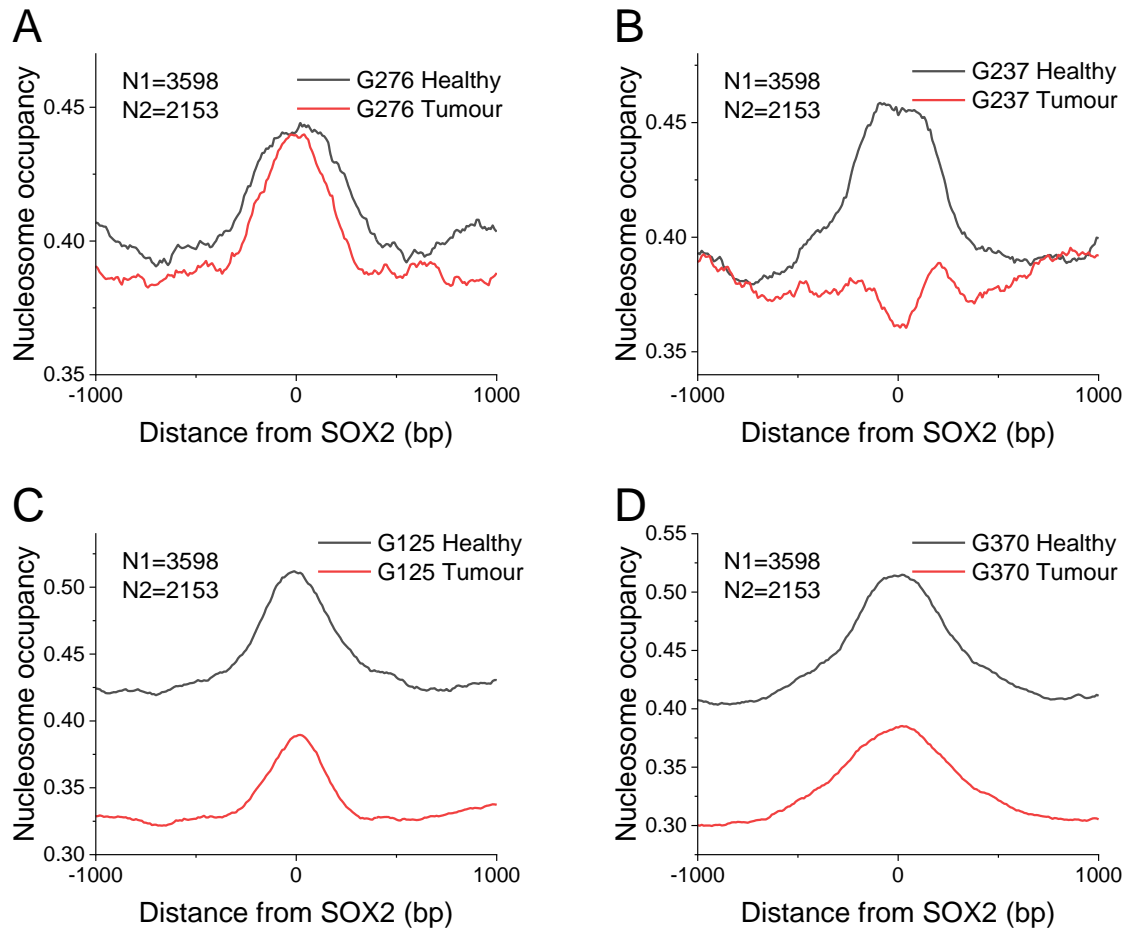 A
N1=3598
N2=2153
G276 Healthy
G276 Tumour
Nucleosome occupancy
0.45
0.40
0.35
-1000
0
1000
Distance from SOX2 (bp)
B
N1=3598
N2=2153
G237 Healthy
G237 Tumour
Nucleosome occupancy
0.45
0.40
0.35
-1000
0
1000
Distance from SOX2 (bp)
C
N1=3598
N2=2153
G125 Healthy
G125 Tumour
Nucleosome occupancy
0.50
0.45
0.40
0.35
0.30
-1000
0
1000
Distance from SOX2 (bp)
D
N1=3598
N2=2153
G370 Healthy
G370 Tumour
Nucleosome occupancy
0.55
0.50
0.45
0.40
0.35
0.30
-1000
0
1000
Distance from SOX2 (bp)